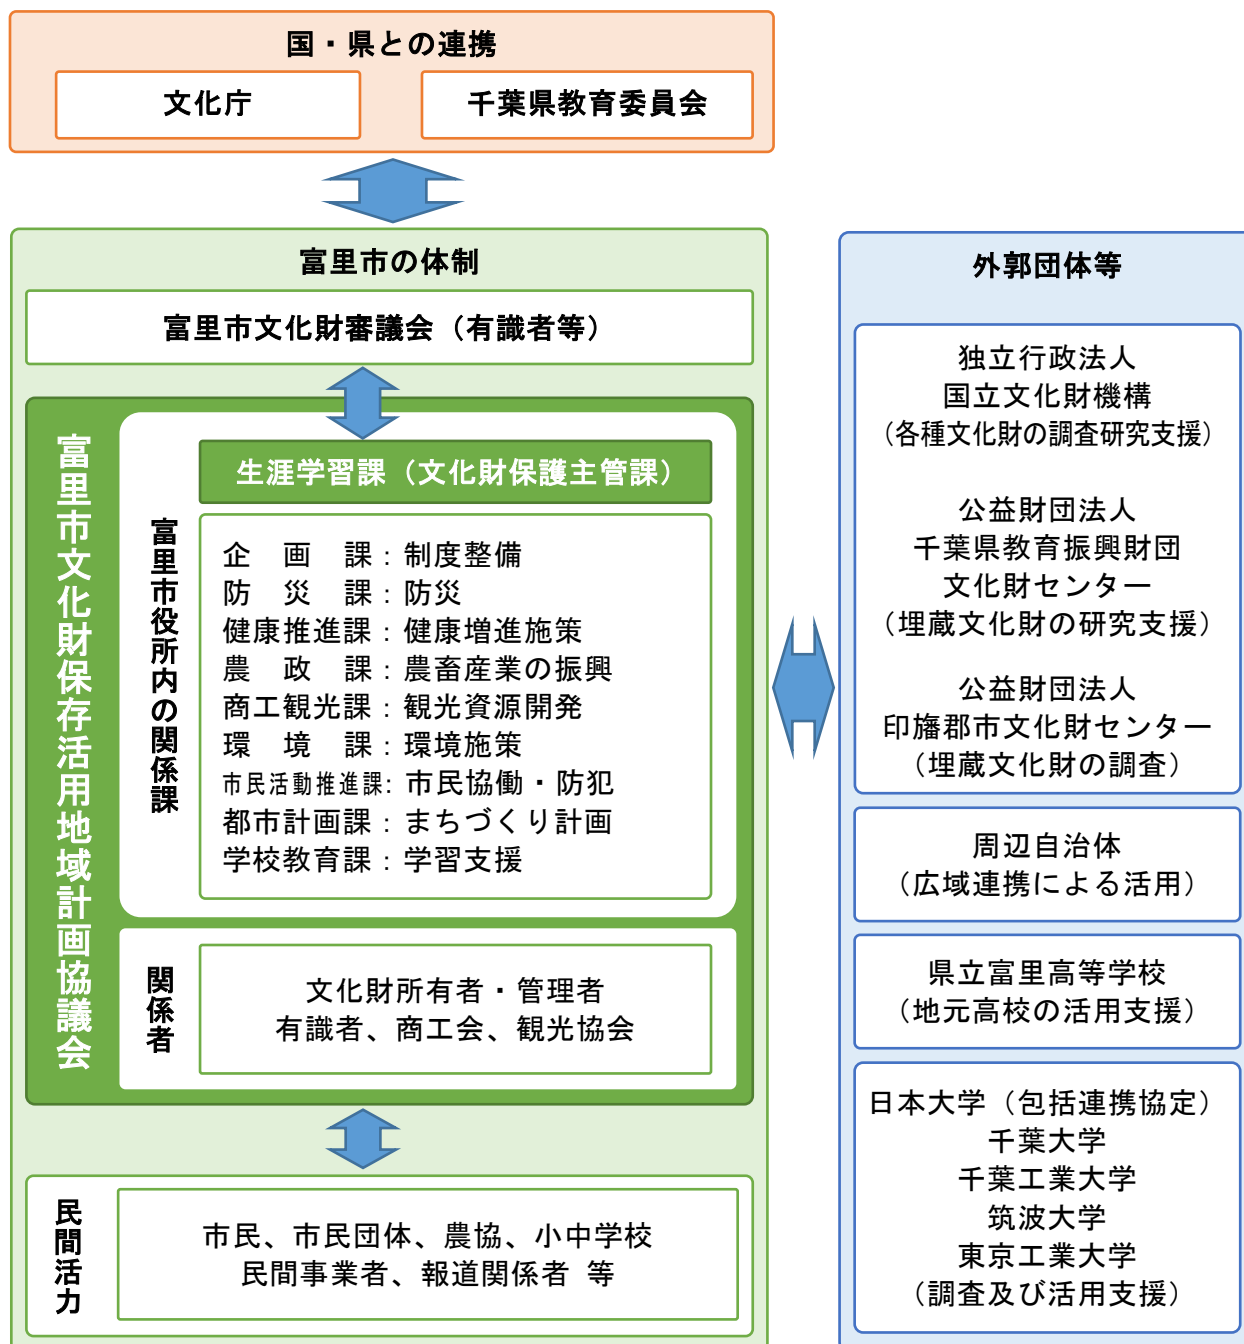 国・県との連携
文化庁
千葉県教育委員会
富里市の体制
富里市文化財審議会（有識者等）
富里市文化財保存活用地域計画協議会
富里市役所内の関係課
生涯学習課（文化財保護主管課）
企　画　課：制度整備
防　災　課：防災
健康推進課：健康増進施策
農　政　課：農畜産業の振興
商工観光課：観光資源開発
環　境　課：環境施策
市民活動推進課：市民協働・防犯
都市計画課：まちづくり計画
学校教育課：学習支援
関係者
文化財所有者・管理者
有識者、商工会、観光協会
民間活力
市民、市民団体、農協、小中学校
民間事業者、報道関係者 等
外郭団体等
独立行政法人
国立文化財機構
（各種文化財の調査研究支援）
公益財団法人
千葉県教育振興財団
文化財センター
（埋蔵文化財の研究支援）
公益財団法人
印旛郡市文化財センター
（埋蔵文化財の調査）
周辺自治体
（広域連携による活用）
県立富里高等学校
（地元高校の活用支援）
日本大学（包括連携協定）
千葉大学
千葉工業大学
筑波大学
東京工業大学
（調査及び活用支援）